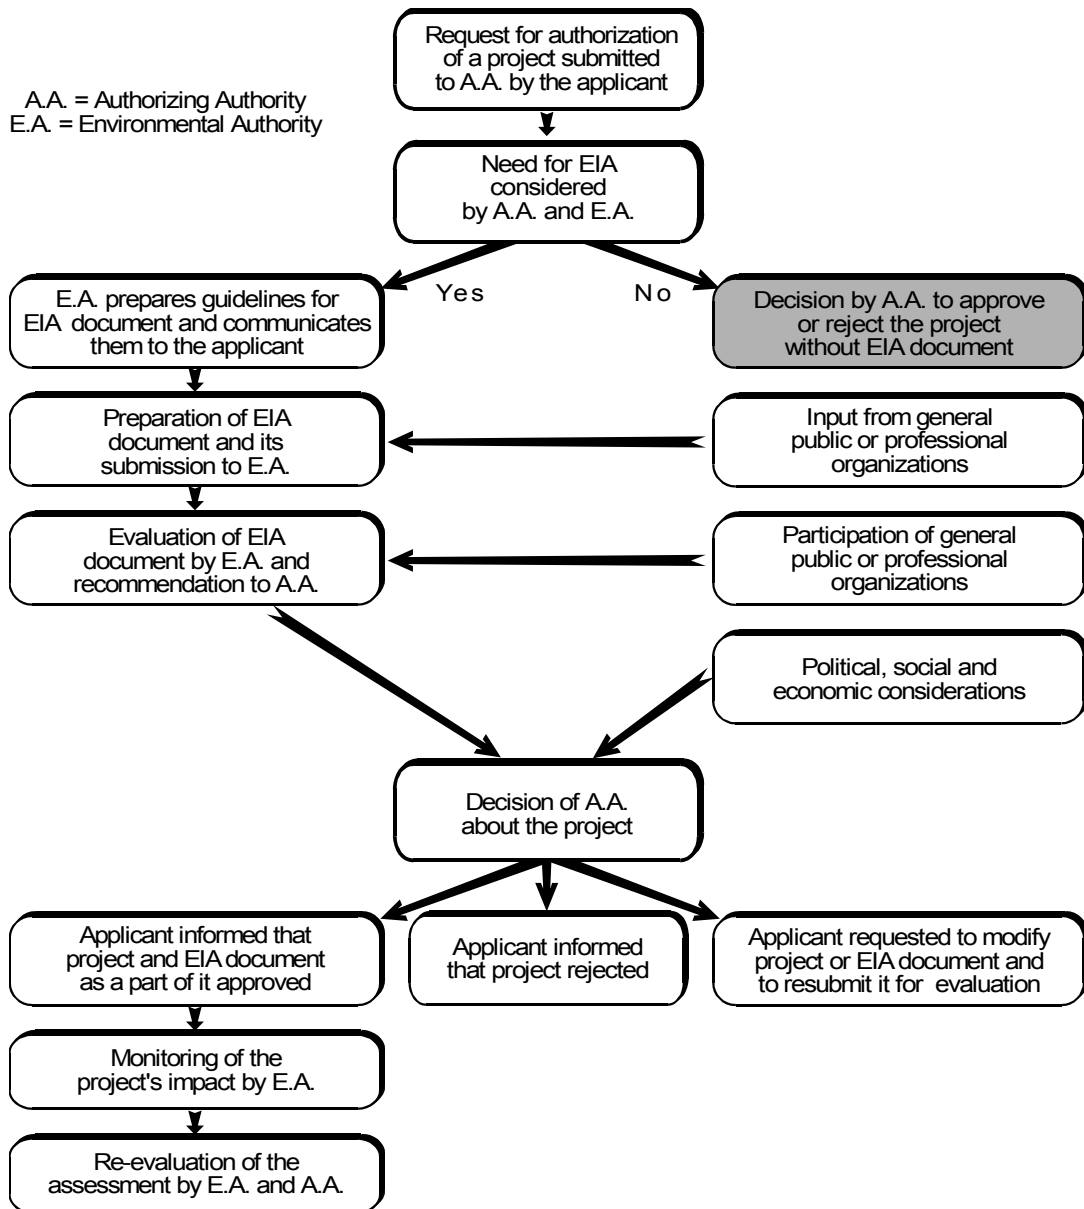 Request for authorization
of a project submitted
to A.A. by the applicant
A.A. = Authorizing Authority
E.A. = Environmental Authority
Need for EIA
considered
by A.A. and E.A.
Yes
No
E.A. prepares guidelines for
EIA document and communicates
them to the applicant
Decision by A.A. to approve
or reject the project
without EIA document
Preparation of EIA
document and its
submission to E.A.
Input from general
public or professional
organizations
Evaluation of EIA
document by E.A. and
recommendation to A.A.
Participation of general
public or professional
organizations
Political, social and
economic considerations
Decision of A.A.
about the project
Applicant informed that
project and EIA document
as a part of it approved
Applicant informed
that project rejected
Applicant requested to modify
project or EIA document and
to resubmit it for evaluation
Monitoring of the
project's impact by E.A.
Re-evaluation of the
assessment by E.A. and A.A.